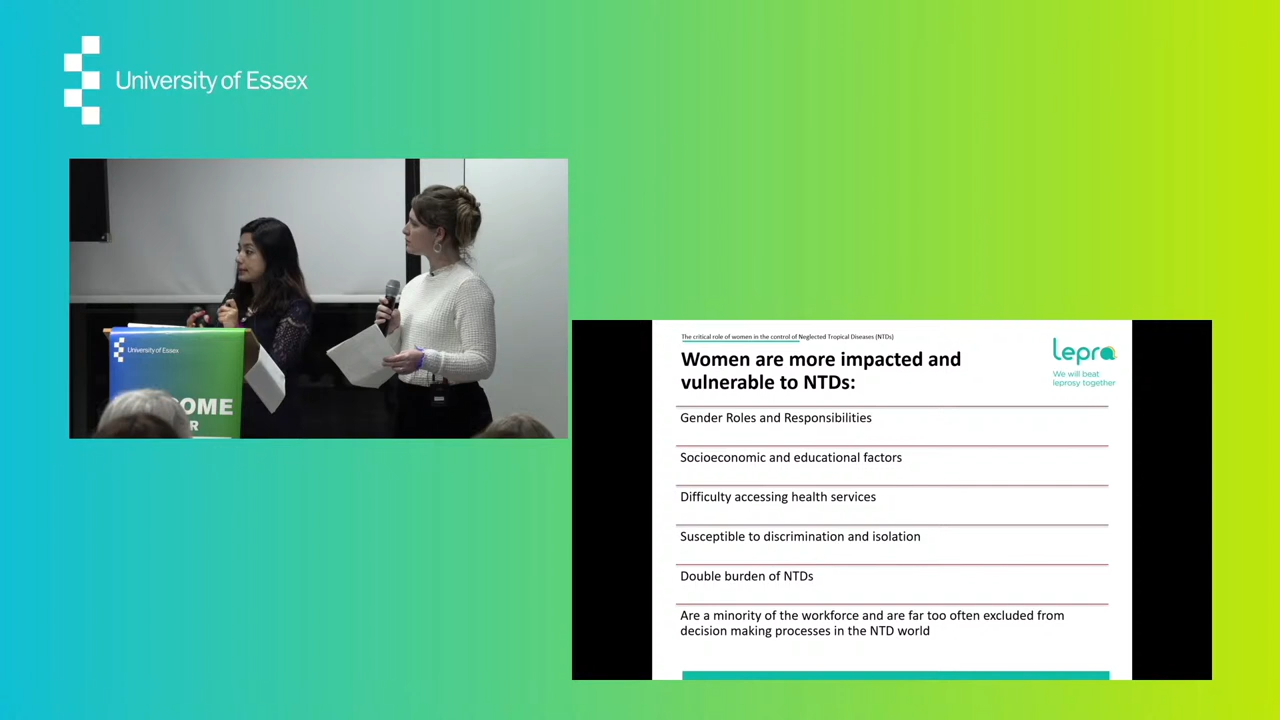 University of Essex
University of Essex
COME
R
The critical role of women in the control of Neglected Tropical Diseases (NTDs)
Women are more impacted and
vulnerable to NTDs:
lepra
We will beat
leprosy together
Gender Roles and Responsibilities
Socioeconomic and educational factors
Difficulty accessing health services
Susceptible to discrimination and isolation
Double burden of NTDs
Are a minority of the workforce and are far too often excluded from
decision making processes in the NTD world